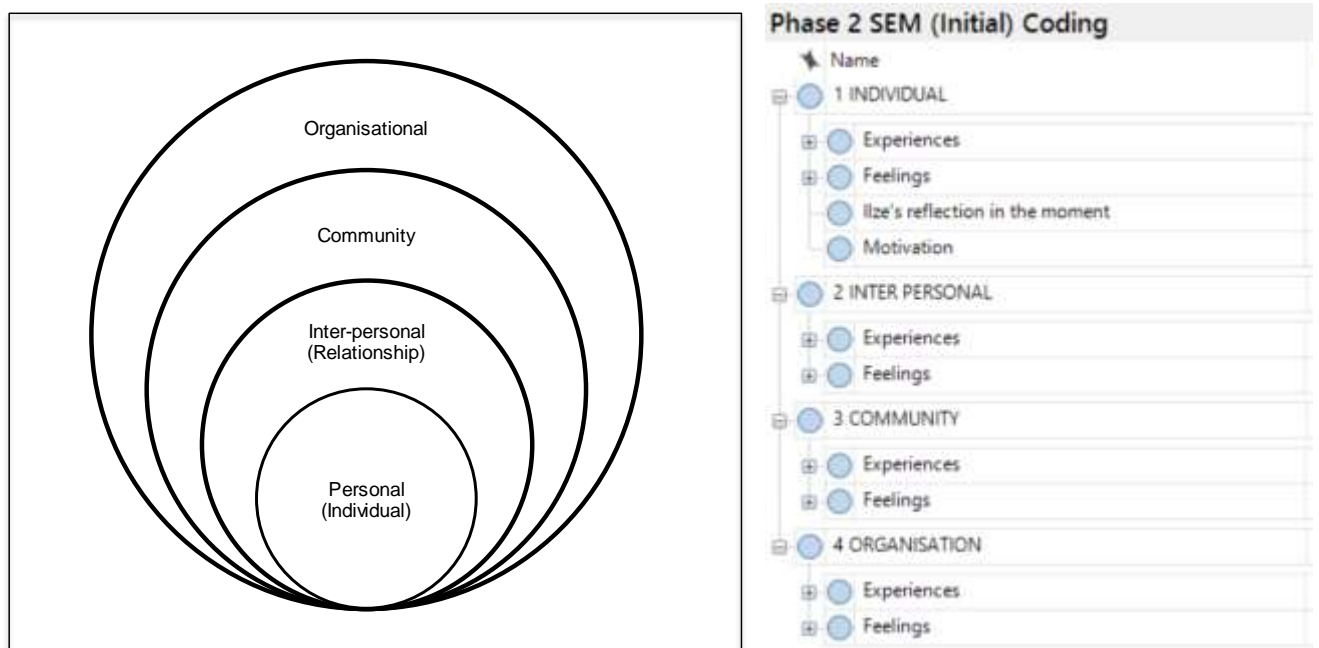 Organisational
Community
Inter-personal
(Relationship)
Personal
(Individual)
Phase 2 SEM (Initial) Coding
Name
1 INDIVIDUAL
Experiences
Feelings
Ilze's reflection in the moment
Motivation
2 INTER PERSONAL
Experiences
Feelings
3 COMMUNITY
Experiences
Feelings
4 ORGANISATION
Experiences
Feelings